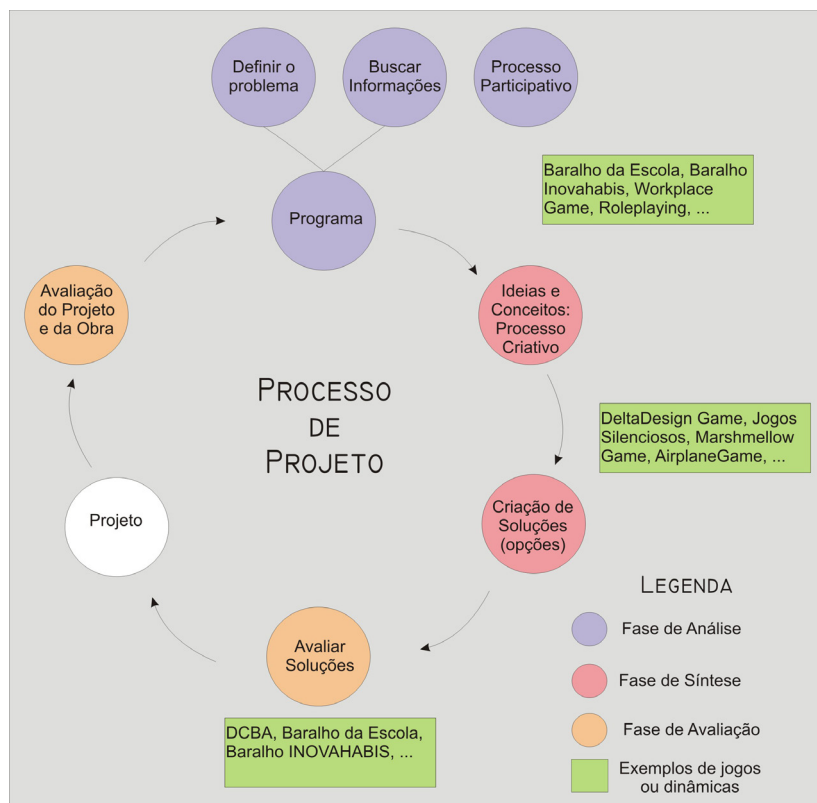 Definir o
problema
Buscar
Informações
Processo
Participativo
Programa
Baralho da Escola, Baralho
Inovahabis, Workplace
Game, Roleplaying, ...
Avaliação
do Projeto
e da Obra
Ideias e
Conceitos:
Processo
Criativo
PROCESSO
DE
PROJETO
DeltaDesign Game, Jogos
Silenciosos, Marshmellow
Game, AirplaneGame, ...
Projeto
Criação de
Soluções
(opções)
Avaliar
Soluções
DCBA, Baralho da Escola,
Baralho INOVAHABIS, ...
LEGENDA
Fase de Análise
Fase de Síntese
Fase de Avaliação
Exemplos de jogos
ou dinâmicas